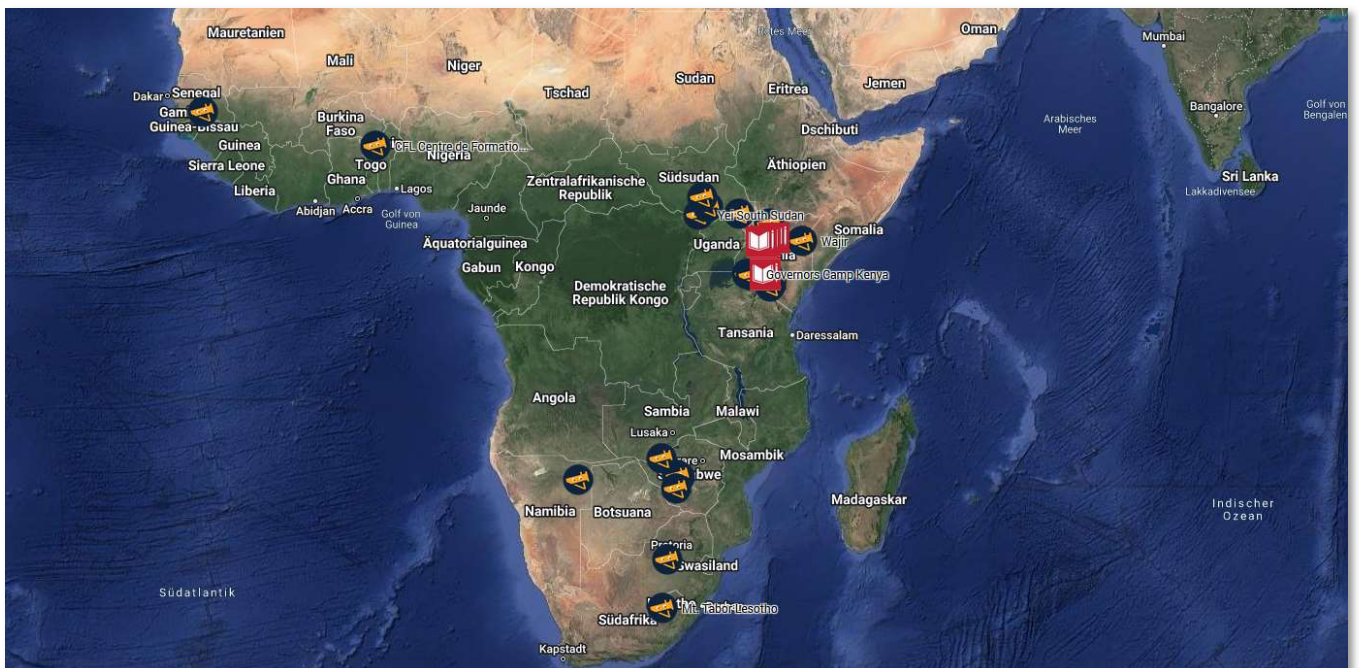 Mauretanien
Mali
Niger
Tschad
Sudan
Eritrea
Jemen
Oman
Mumbai
Dakar
Senegal
Guinea-Bissau
Guinea
Sierra Leone
Liberia
Burkina
Faso
Togo
Ghana
CFL Centre de Formatio...
Nigeria
Lagos
Abidjan
Accra
Golf von
Guinea
Jaunde
Zentralafrikanische
Republik
Südsudan
Äthiopien
Dschibuti
Arabisches
Meer
Bangalore
Golf von
Bengalen
Sri Lanka
Lakkadivensee
Äquatorialguinea
Gabun
Kongo
Demokratische
Republik Kongo
Uganda
Yei South Sudan
Somalia
Wajir
Governors Camp Kenya
Tansania
Daressalam
Angola
Sambia
Malawi
Lusaka
Mosambik
Namibia
Botsuana
Madagaskar
Indischer
Ozean
Pretoria
Swasiland
Südatlantik
Mt. Tabor Lesotho
Südafrika
Kapstadt